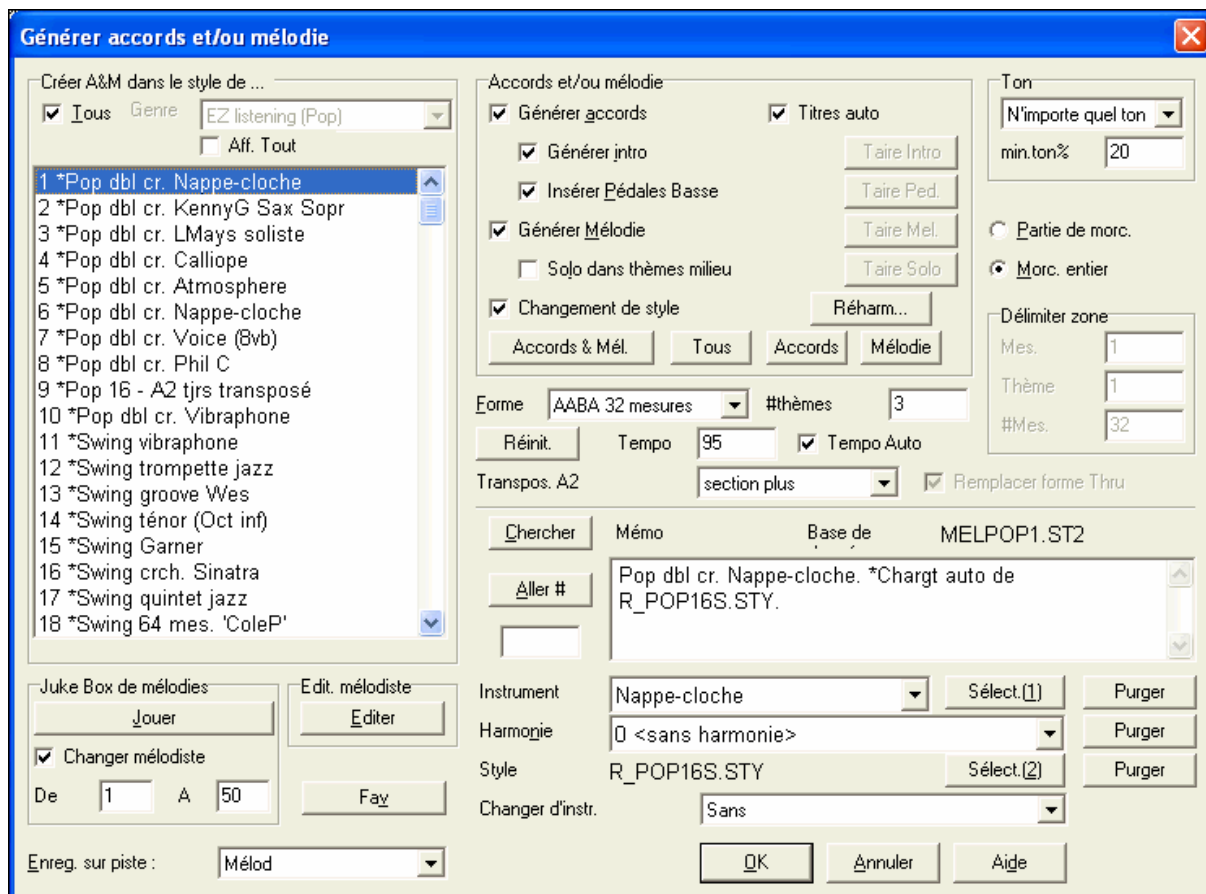 Générer accords et/ou mélodie
Créer A&M dans le style de ...
Tous Genre EZ listening (Pop)
Aff. Tout
1 *Pop dbl cr. Nappe-cloche
2 *Pop dbl cr. KennyG Sax Sopr
3 *Pop dbl cr. LMays soliste
4 *Pop dbl cr. Calliope
5 *Pop dbl cr. Atmosphere
6 *Pop dbl cr. Nappe-cloche
7 *Pop dbl cr. Voice (8vb)
8 *Pop dbl cr. Phil C
9 *Pop 16 - A2 tjrs transposé
10 *Pop dbl cr. Vibraphone
11 *Swing vibraphone
12 *Swing trompette jazz
13 *Swing groove Wes
14 *Swing ténor (Oct inf)
15 *Swing Garner
16 *Swing crch. Sinatra
17 *Swing quintet jazz
18 *Swing 64 mes. 'ColeP'
Juke Box de mélodies
Jouer
Changer mélodiste
De 1 A 50
Edit. mélodiste
Editer
Fav
Enreg. sur piste : Mélod
Accords et/ou mélodie
Générer accords Titres auto
Générer intro Taire Intro
Insérer Pédales Basse Taire Ped.
Générer Mélodie Taire Mel.
Solo dans thèmes milieu Taire Solo
Changement de style Réharm...
Accords & Mél. Tous Accords Mélodie
Ton
N'importe quel ton
min.ton% 20
Partie de morc.
Morc. entier
Délimiter zone
Mes. 1
Thème 1
#Mes. 32
Forme AABA 32 mesures #thèmes 3
Réinit. Tempo 95 Tempo Auto
Transpos. A2 section plus Remplacer forme Thru
Chercher Mémo Base de MELPOP1.ST2
Aller #
Pop dbl cr. Nappe-cloche. *Chargt auto de
R_POP16S.STY.
Instrument Nappe-cloche Sélect.(1) Purger
Harmonie 0 <sans harmonie> Purger
Style R_POP16S.STY Sélect.(2) Purger
Changer d'instr. Sans
OK Annuler Aide